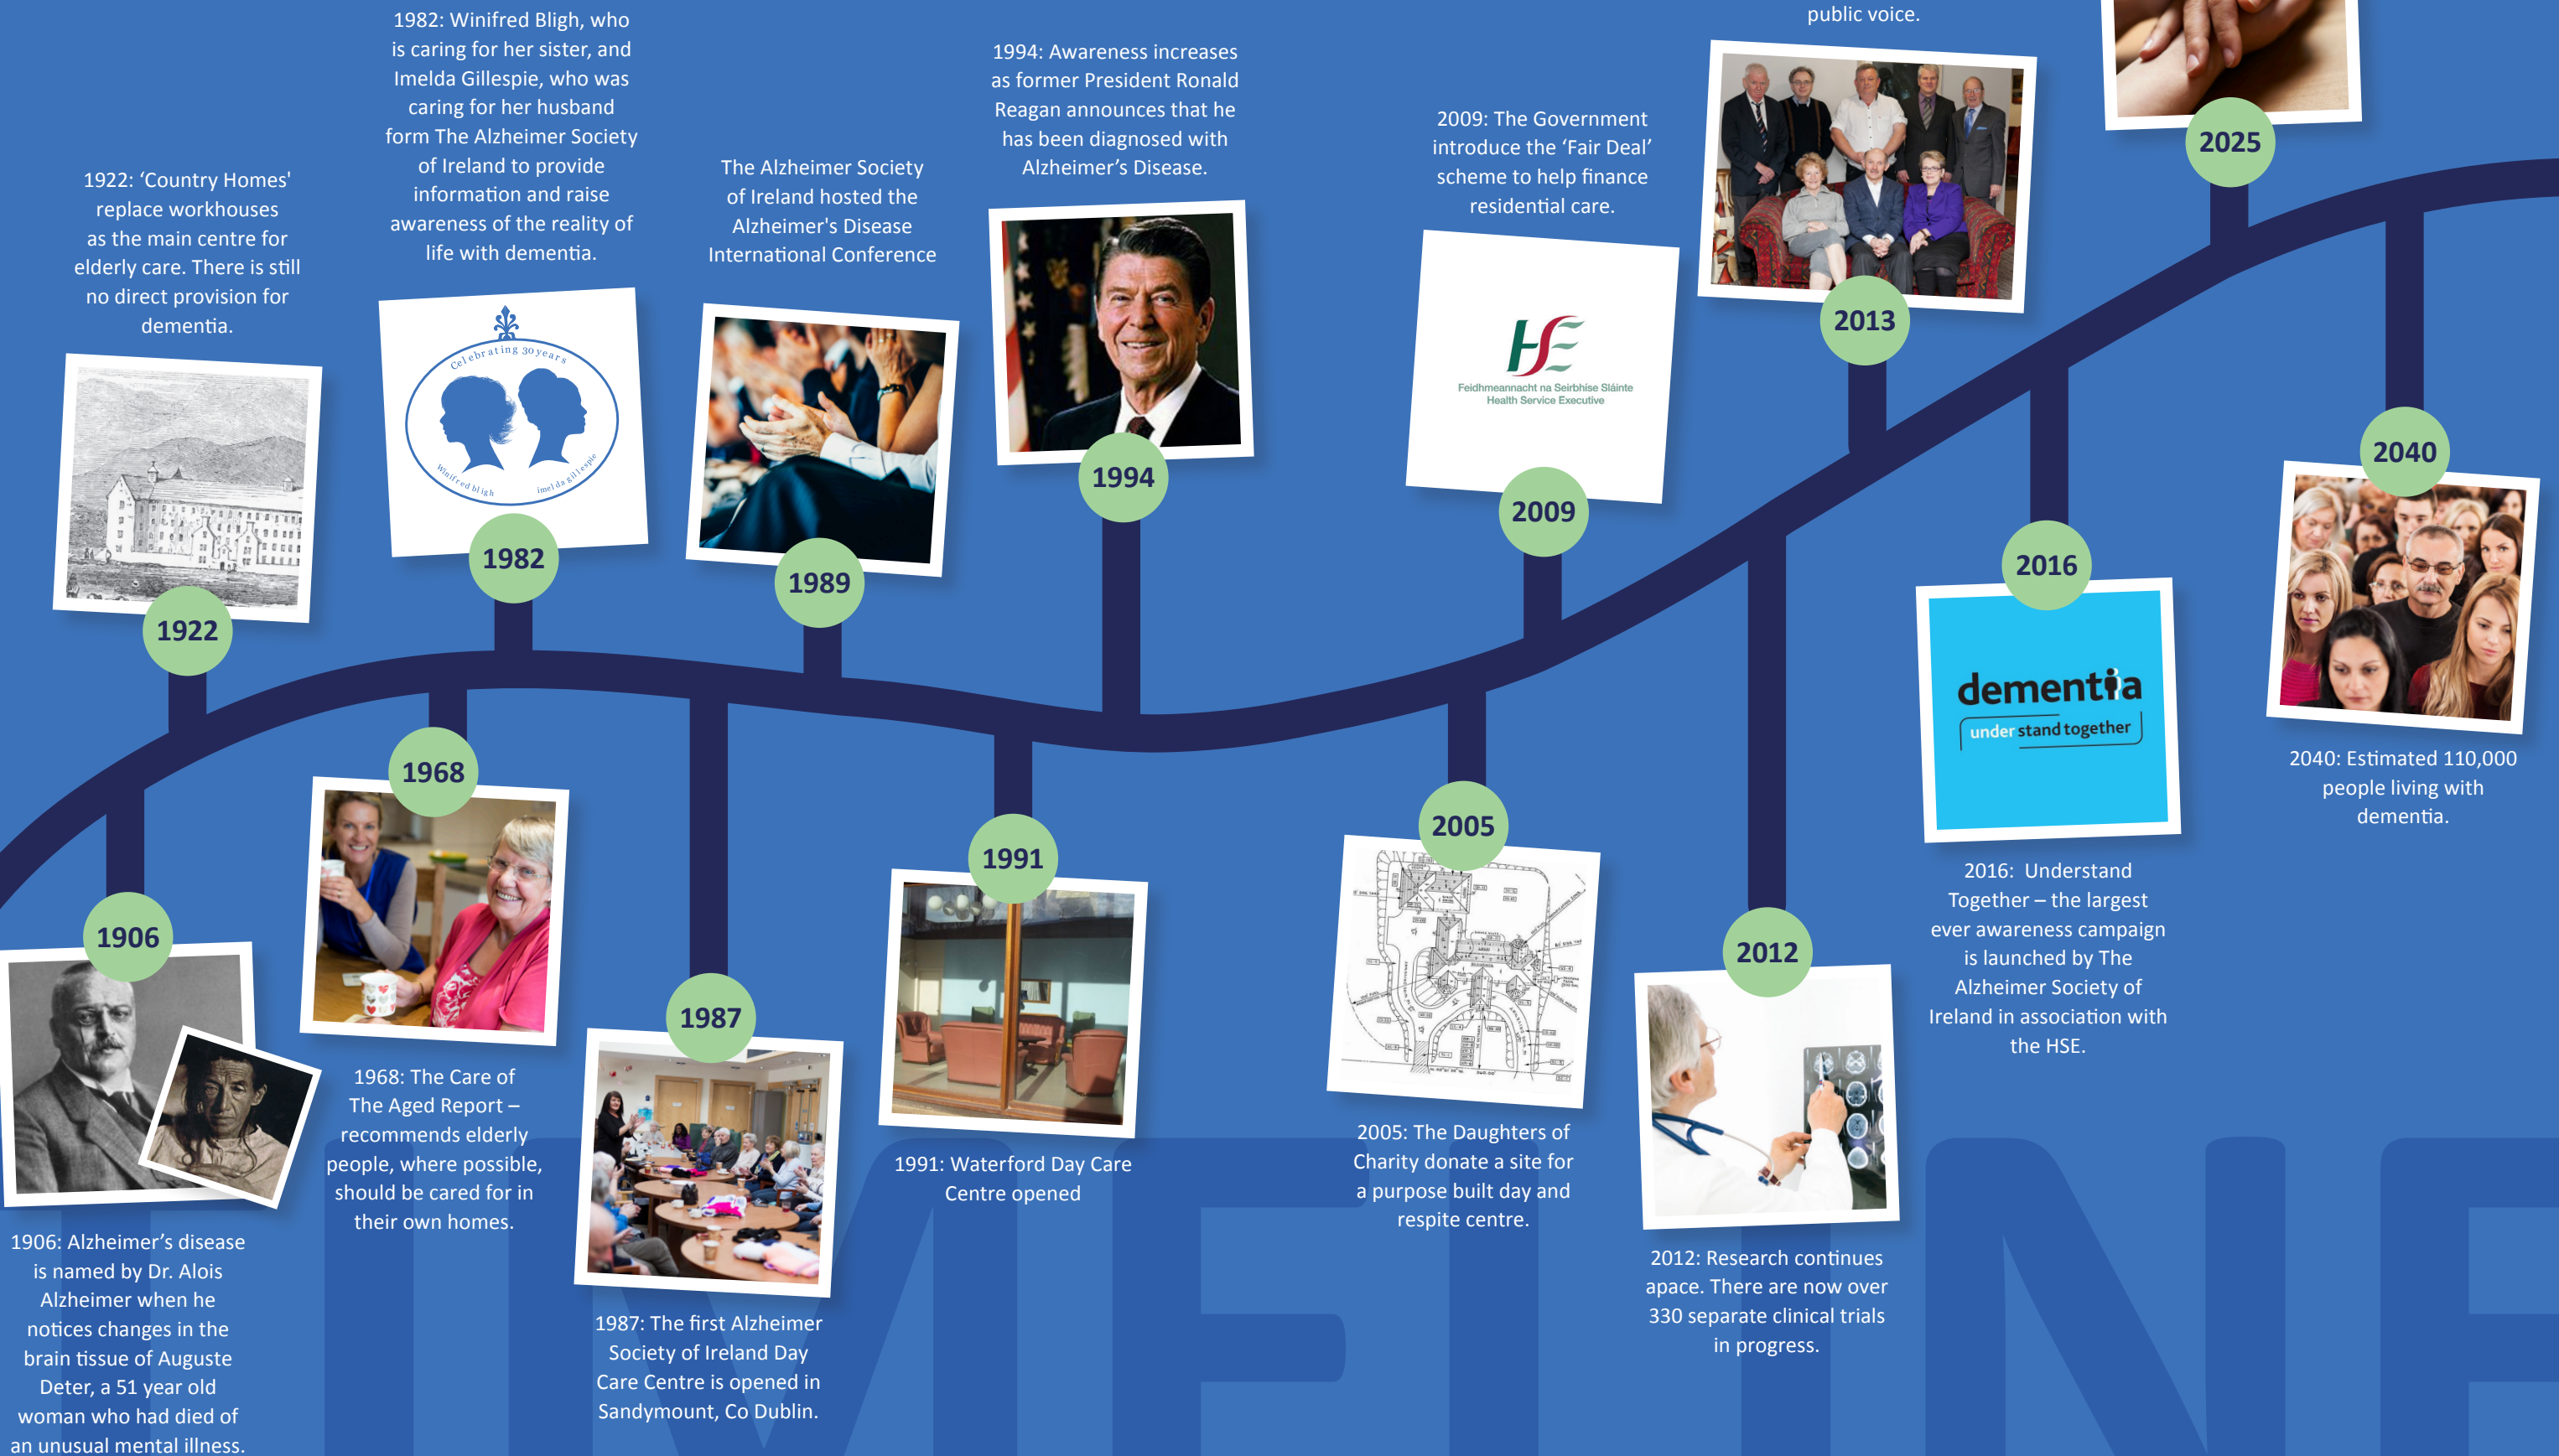 1922: ‘Country Homes'
replace workhouses
as the main centre for
elderly care. There is still
no direct provision for
dementia.
1922
1982: Winifred Bligh, who
is caring for her sister, and
Imelda Gillespie, who was
caring for her husband
form The Alzheimer Society
of Ireland to provide
information and raise
awareness of the reality of
life with dementia.
Celebrating 30 years
Winifred bligh
imelda gillespie
1982
The Alzheimer Society
of Ireland hosted the
Alzheimer's Disease
International Conference
1989
1994: Awareness increases
as former President Ronald
Reagan announces that he
has been diagnosed with
Alzheimer’s Disease.
1994
2009: The Government
introduce the ‘Fair Deal’
scheme to help finance
residential care.
HSE
Feidhmeannacht na Seirbhíse Sláinte
Health Service Executive
2009
public voice.
2013
2025
1906
1906: Alzheimer’s disease
is named by Dr. Alois
Alzheimer when he
notices changes in the
brain tissue of Auguste
Deter, a 51 year old
woman who had died of
an unusual mental illness.
1968
1968: The Care of
The Aged Report –
recommends elderly
people, where possible,
should be cared for in
their own homes.
1987
1987: The first Alzheimer
Society of Ireland Day
Care Centre is opened in
Sandymount, Co Dublin.
1991
1991: Waterford Day Care
Centre opened
2005
2005: The Daughters of
Charity donate a site for
a purpose built day and
respite centre.
2012
2012: Research continues
apace. There are now over
330 separate clinical trials
in progress.
2016
dementia
understand together
2016: Understand
Together – the largest
ever awareness campaign
is launched by The
Alzheimer Society of
Ireland in association with
the HSE.
2040
2040: Estimated 110,000
people living with
dementia.
TIMELINE